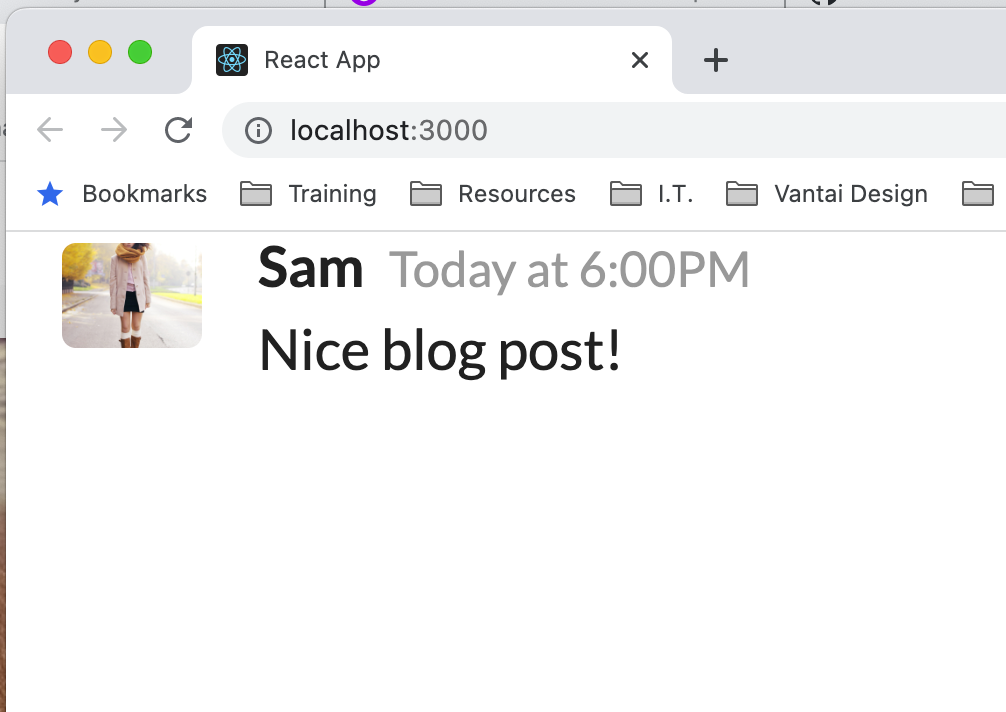 React App
localhost:3000
Bookmarks Training Resources I.T. Vantai Design
Sam Today at 6:00PM
Nice blog post!